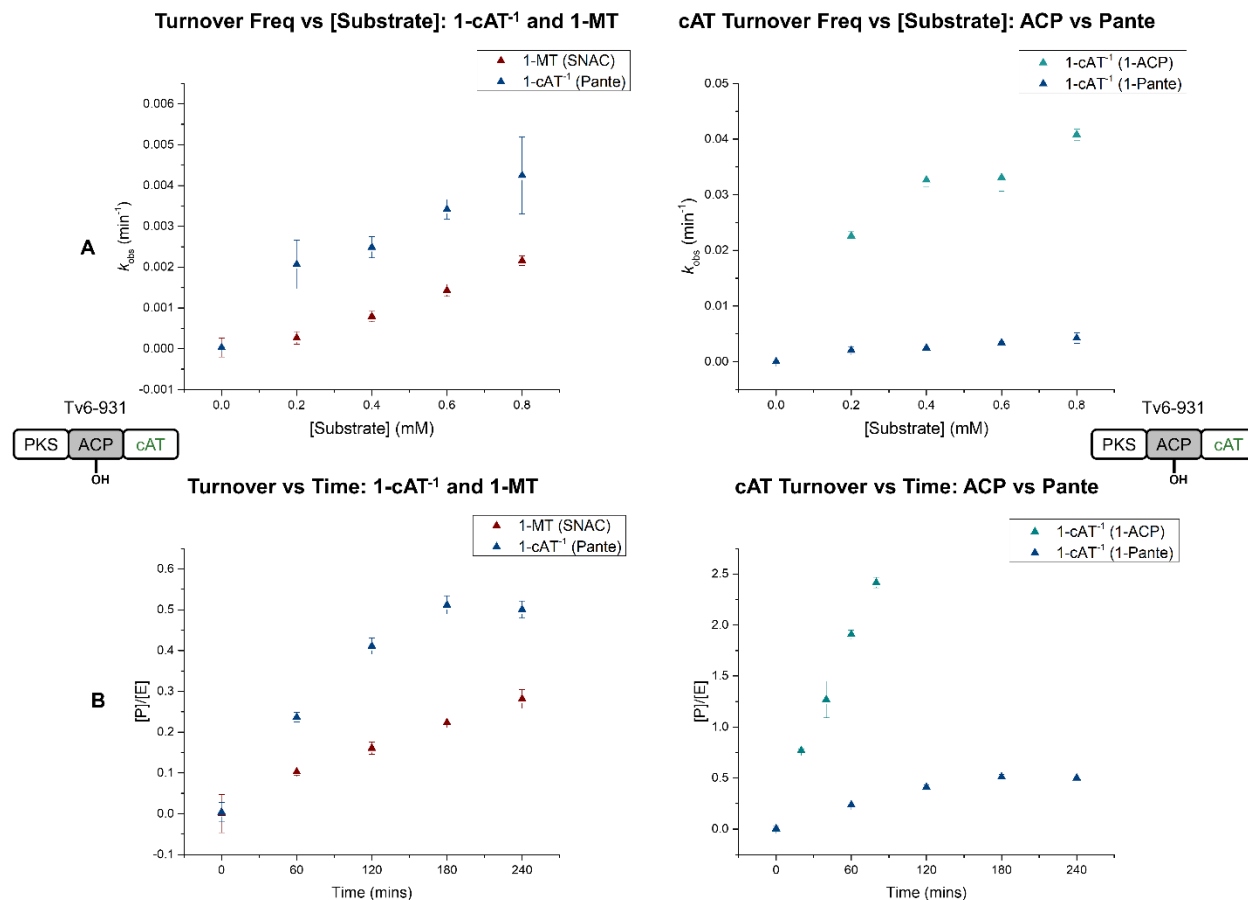 Turnover Freq vs [Substrate]: 1-cAT⁻¹ and 1-MT
1-MT (SNAC)
1-cAT⁻¹ (Pante)
0.006
0.005
0.004
0.003
0.002
0.001
0.000
-0.001
k_obs (min⁻¹)
0.0 0.2 0.4 0.6 0.8
[Substrate] (mM)
cAT Turnover Freq vs [Substrate]: ACP vs Pante
1-cAT⁻¹ (1-ACP)
1-cAT⁻¹ (1-Pante)
0.05
0.04
0.03
0.02
0.01
0.00
k_obs (min⁻¹)
0.0 0.2 0.4 0.6 0.8
[Substrate] (mM)
A
Tv6-931
PKS ACP cAT
OH
Tv6-931
PKS ACP cAT
OH
Turnover vs Time: 1-cAT⁻¹ and 1-MT
1-MT (SNAC)
1-cAT⁻¹ (Pante)
0.6
0.5
0.4
0.3
0.2
0.1
0.0
-0.1
[P]/[E]
0 60 120 180 240
Time (mins)
cAT Turnover vs Time: ACP vs Pante
1-cAT⁻¹ (1-ACP)
1-cAT⁻¹ (1-Pante)
2.5
2.0
1.5
1.0
0.5
0.0
[P]/[E]
0 60 120 180 240
Time (mins)
B